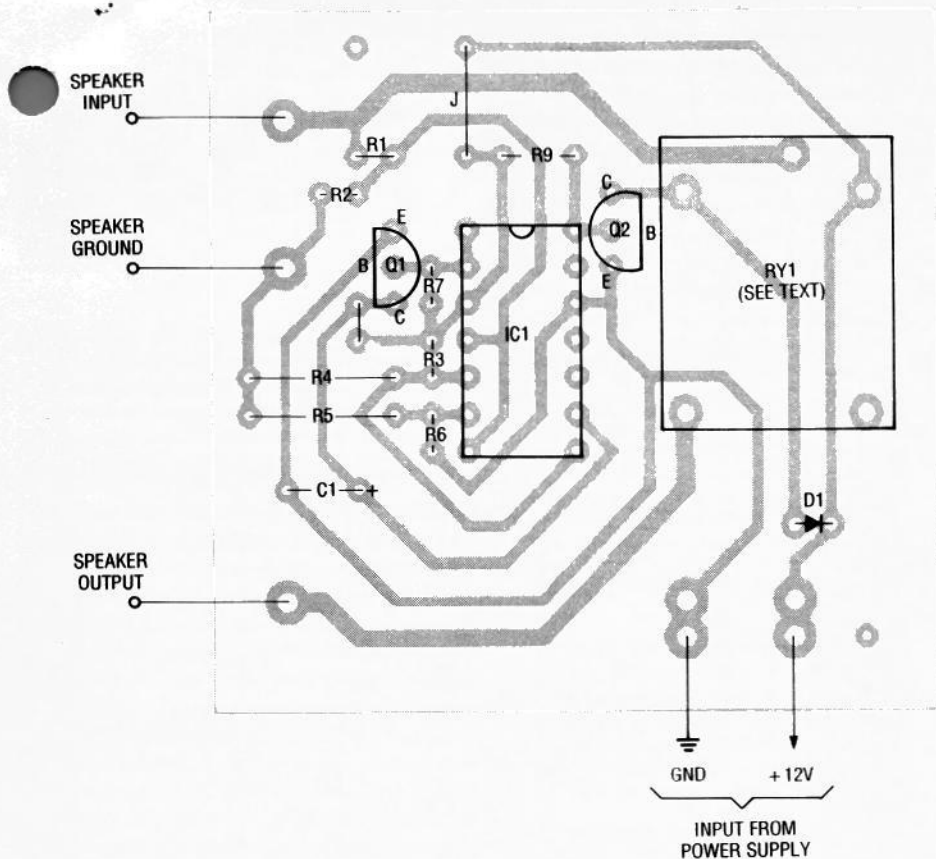 SPEAKER
INPUT
J
R1
R9
R2
C
E
SPEAKER
GROUND
Q2
B
B
Q1
RY1
(SEE TEXT)
E
R7
C
IC1
R3
R4
R5
R6
C1
+
D1
SPEAKER
OUTPUT
GND
+12V
INPUT FROM
POWER SUPPLY